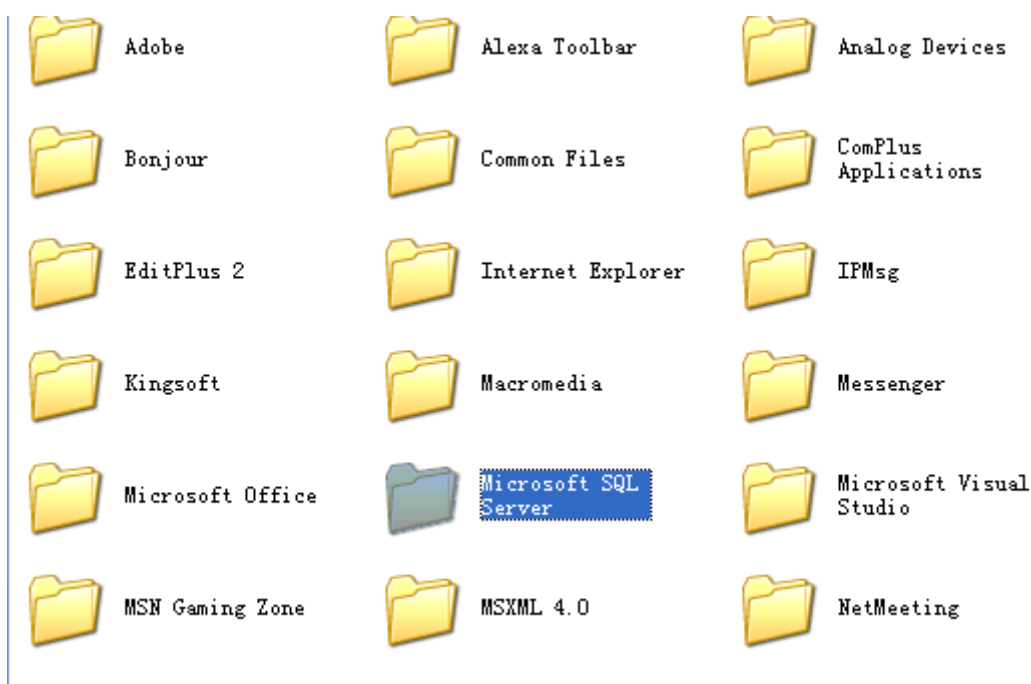 Adobe
Alexa Toolbar
Analog Devices
Bonjour
Common Files
ComPlus
Applications
EditPlus 2
Internet Explorer
IPMsg
Kingsoft
Macromedia
Messenger
Microsoft Office
Microsoft SQL
Server
Microsoft Visual
Studio
MSN Gaming Zone
MSXML 4.0
NetMeeting